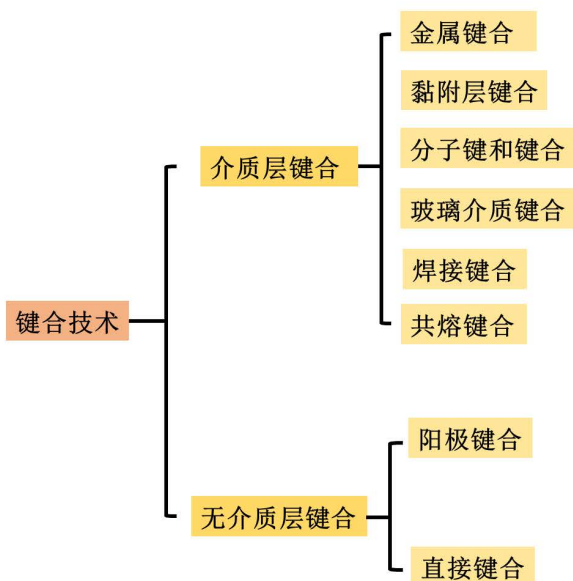 金属键合
黏附层键合
介质层键合
分子键和键合
玻璃介质键合
焊接键合
共熔键合
键合技术
阳极键合
无介质层键合
直接键合